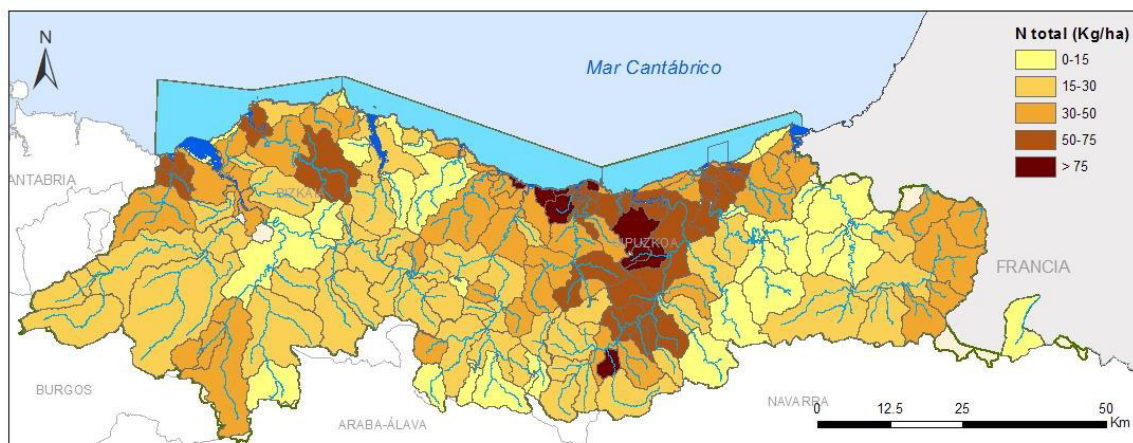 N
Mar Cantábrico
N total (Kg/ha)
0-15
15-30
30-50
50-75
> 75
ANTABRIA
BIZKAIA
GIPUZKOA
FRANCIA
BURGOS
ARABA-ÁLAVA
NAVARRA
0 12.5 25 50
Km